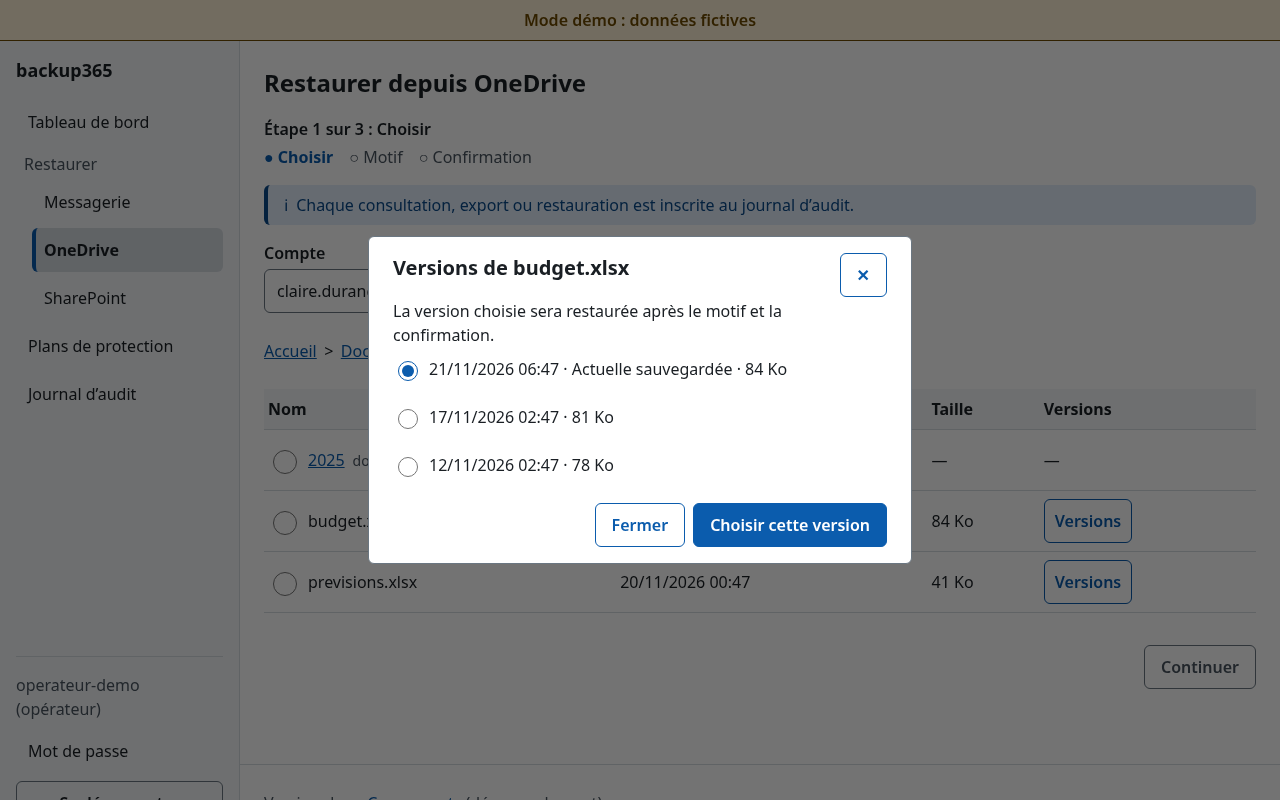 Mode démo : données fictives
backup365
Tableau de bord
Restaurer
Messagerie
OneDrive
SharePoint
Plans de protection
Journal d’audit
operateur-demo
(opérateur)
Mot de passe
Restaurer depuis OneDrive
Étape 1 sur 3 : Choisir
● Choisir ○ Motif ○ Confirmation
i Chaque consultation, export ou restauration est inscrite au journal d’audit.
Compte
Accueil >
Versions de budget.xlsx
×
La version choisie sera restaurée après le motif et la
confirmation.
21/11/2026 06:47 · Actuelle sauvegardée · 84 Ko
17/11/2026 02:47 · 81 Ko
12/11/2026 02:47 · 78 Ko
Fermer Choisir cette version
Nom Taille Versions
2025 — —
84 Ko Versions
previsions.xlsx 20/11/2026 00:47 41 Ko Versions
Continuer